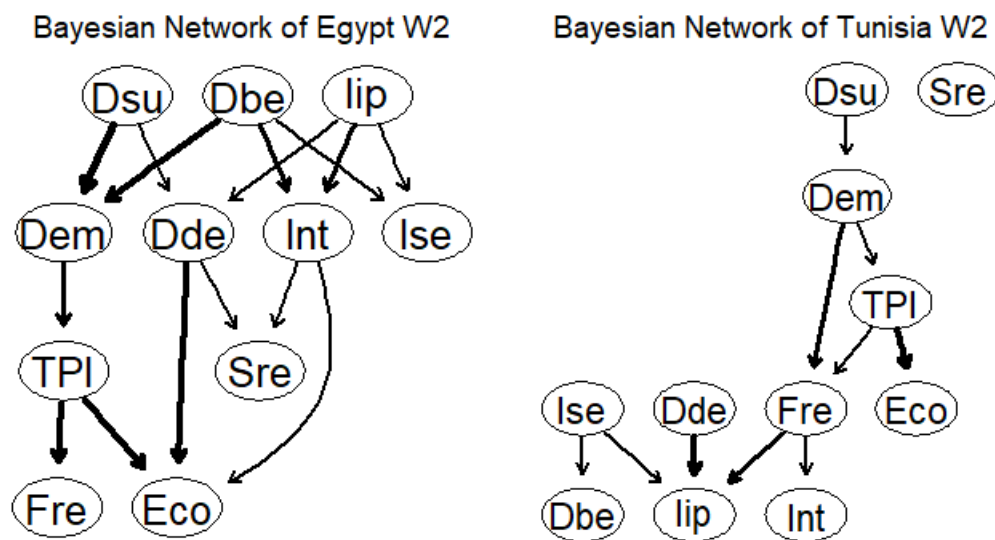 Bayesian Network of Egypt W2
Dsu Dbe Iip
Dem Dde Int Ise
TPI Sre
Fre Eco
Bayesian Network of Tunisia W2
Dsu Sre
Dem
TPI
Ise Dde Fre Eco
Dbe Iip Int